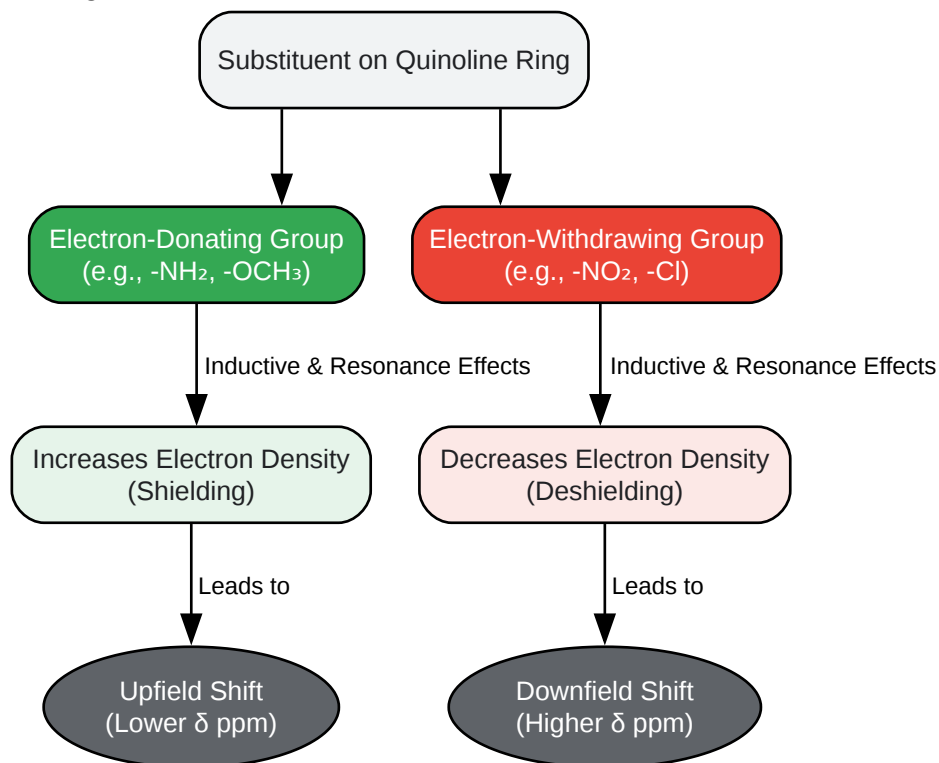 Substituent on Quinoline Ring
Electron-Donating Group
(e.g., -NH₂, -OCH₃)
Electron-Withdrawing Group
(e.g., -NO₂, -Cl)
Inductive & Resonance Effects
Inductive & Resonance Effects
Increases Electron Density
(Shielding)
Decreases Electron Density
(Deshielding)
Leads to
Leads to
Upfield Shift
(Lower δ ppm)
Downfield Shift
(Higher δ ppm)